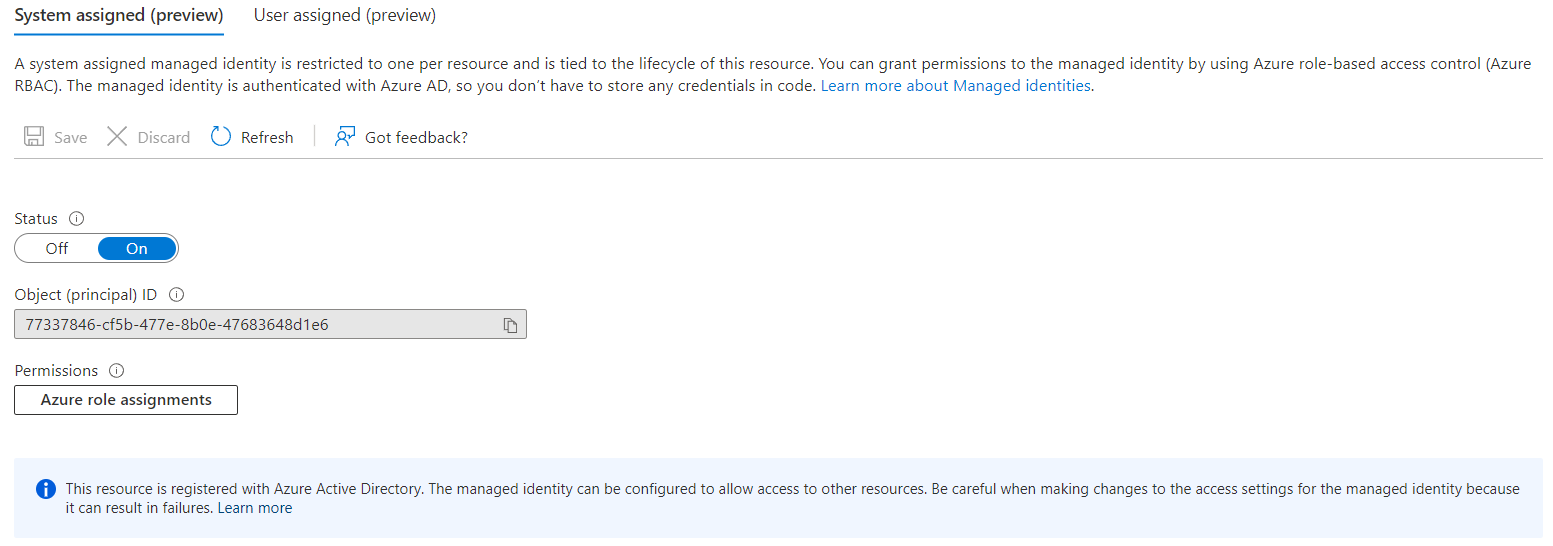 System assigned (preview) User assigned (preview)
A system assigned managed identity is restricted to one per resource and is tied to the lifecycle of this resource. You can grant permissions to the managed identity by using Azure role-based access control (Azure
RBAC). The managed identity is authenticated with Azure AD, so you don’t have to store any credentials in code. Learn more about Managed identities.
Save Discard Refresh Got feedback?
Status
Off On
Object (principal) ID
77337846-cf5b-477e-8b0e-47683648d1e6
Permissions
Azure role assignments
This resource is registered with Azure Active Directory. The managed identity can be configured to allow access to other resources. Be careful when making changes to the access settings for the managed identity because
it can result in failures. Learn more